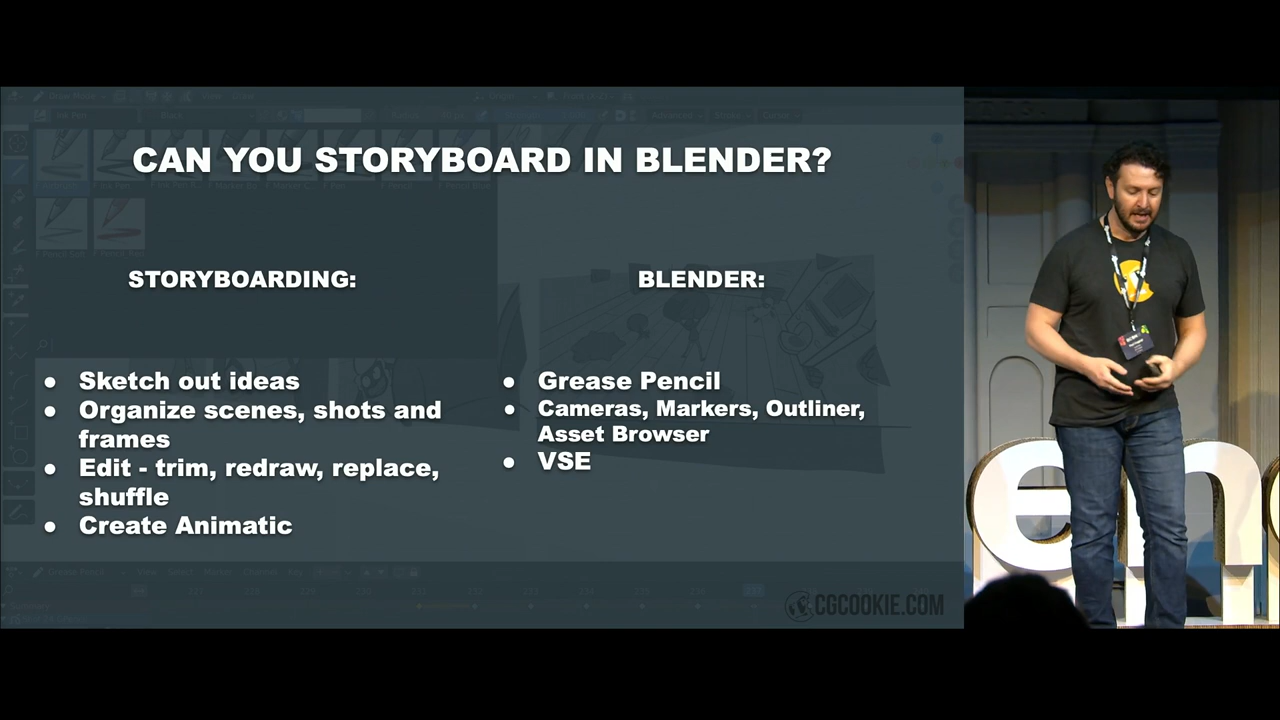 CAN YOU STORYBOARD IN BLENDER?
STORYBOARDING:
● Sketch out ideas
● Organize scenes, shots and
frames
● Edit - trim, redraw, replace,
shuffle
● Create Animatic
BLENDER:
● Grease Pencil
● Cameras, Markers, Outliner,
Asset Browser
● VSE
CGCOOKIE.COM
en